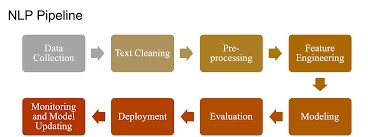 NLP Pipeline
Data
Collection
Text Cleaning
Pre-
processing
Feature
Engineering
Modeling
Evaluation
Deployment
Monitoring
and Model
Updating